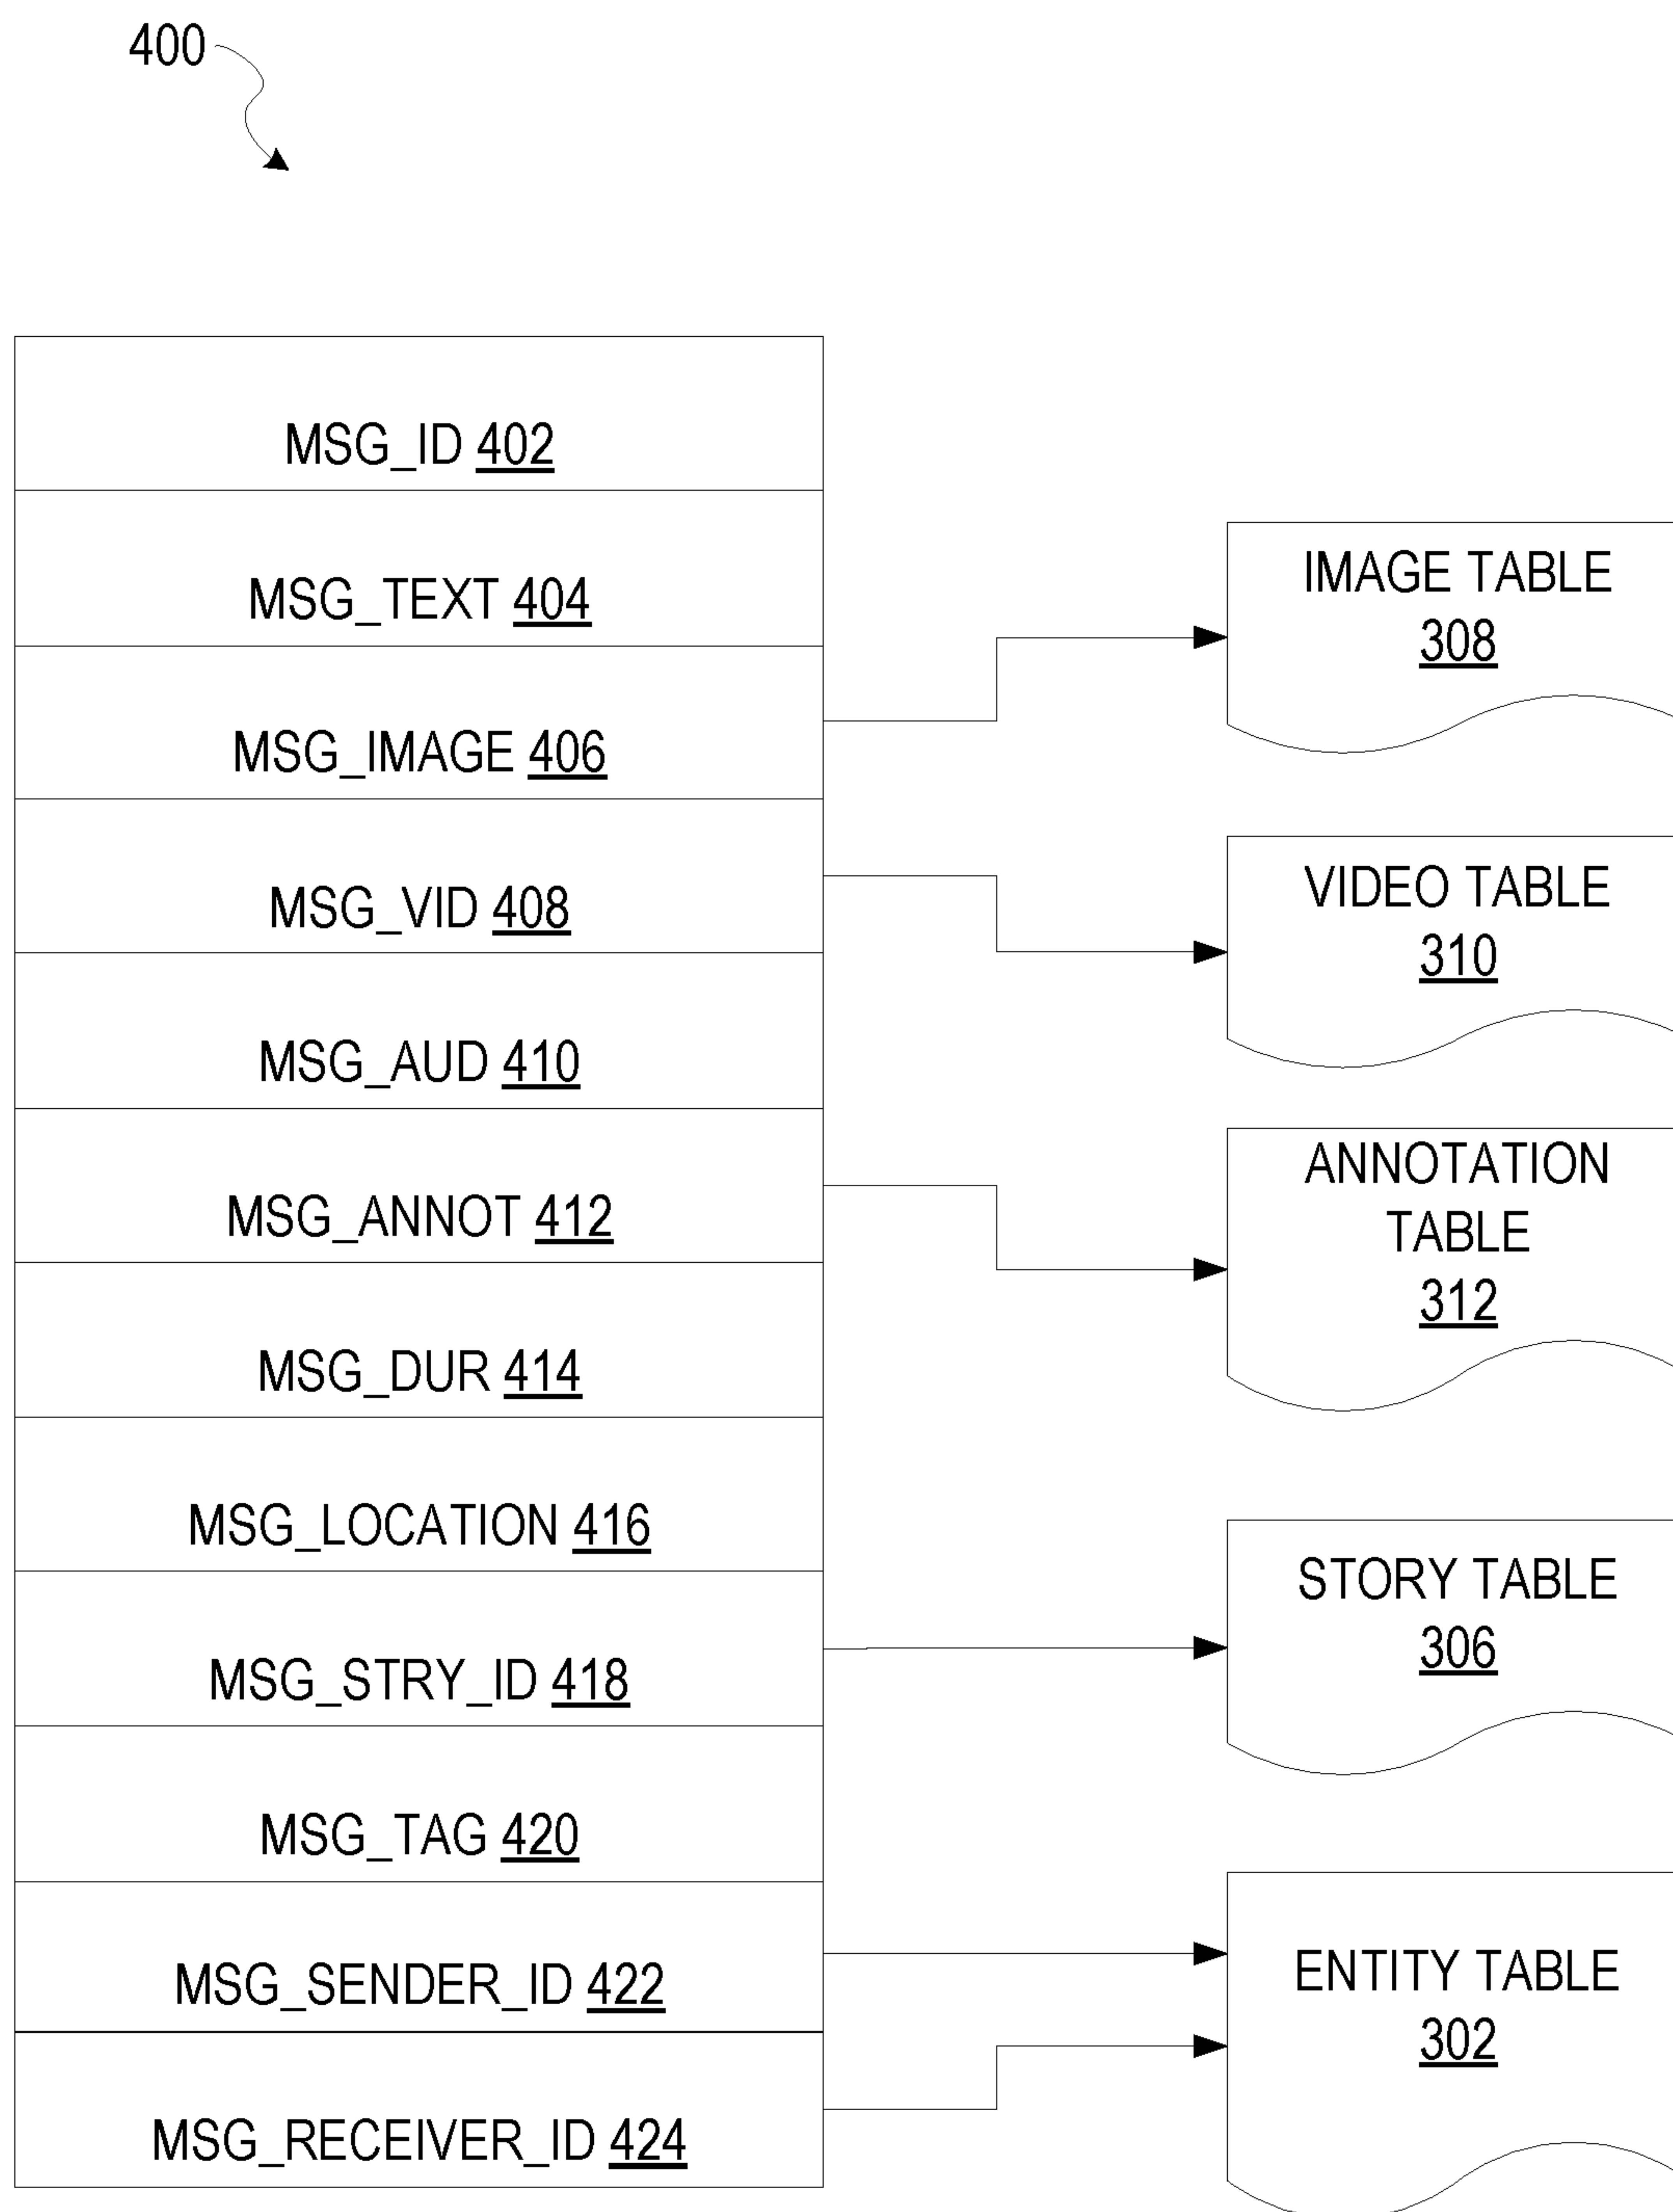 400
MSG_ID 402
MSG_TEXT 404
MSG_IMAGE 406
MSG_VID 408
MSG_AUD 410
MSG_ANNOT 412
MSG_DUR 414
MSG_LOCATION 416
MSG_STRY_ID 418
MSG_TAG 420
MSG_SENDER_ID 422
MSG_RECEIVER_ID 424
IMAGE TABLE
308
VIDEO TABLE
310
ANNOTATION
TABLE
312
STORY TABLE
306
ENTITY TABLE
302